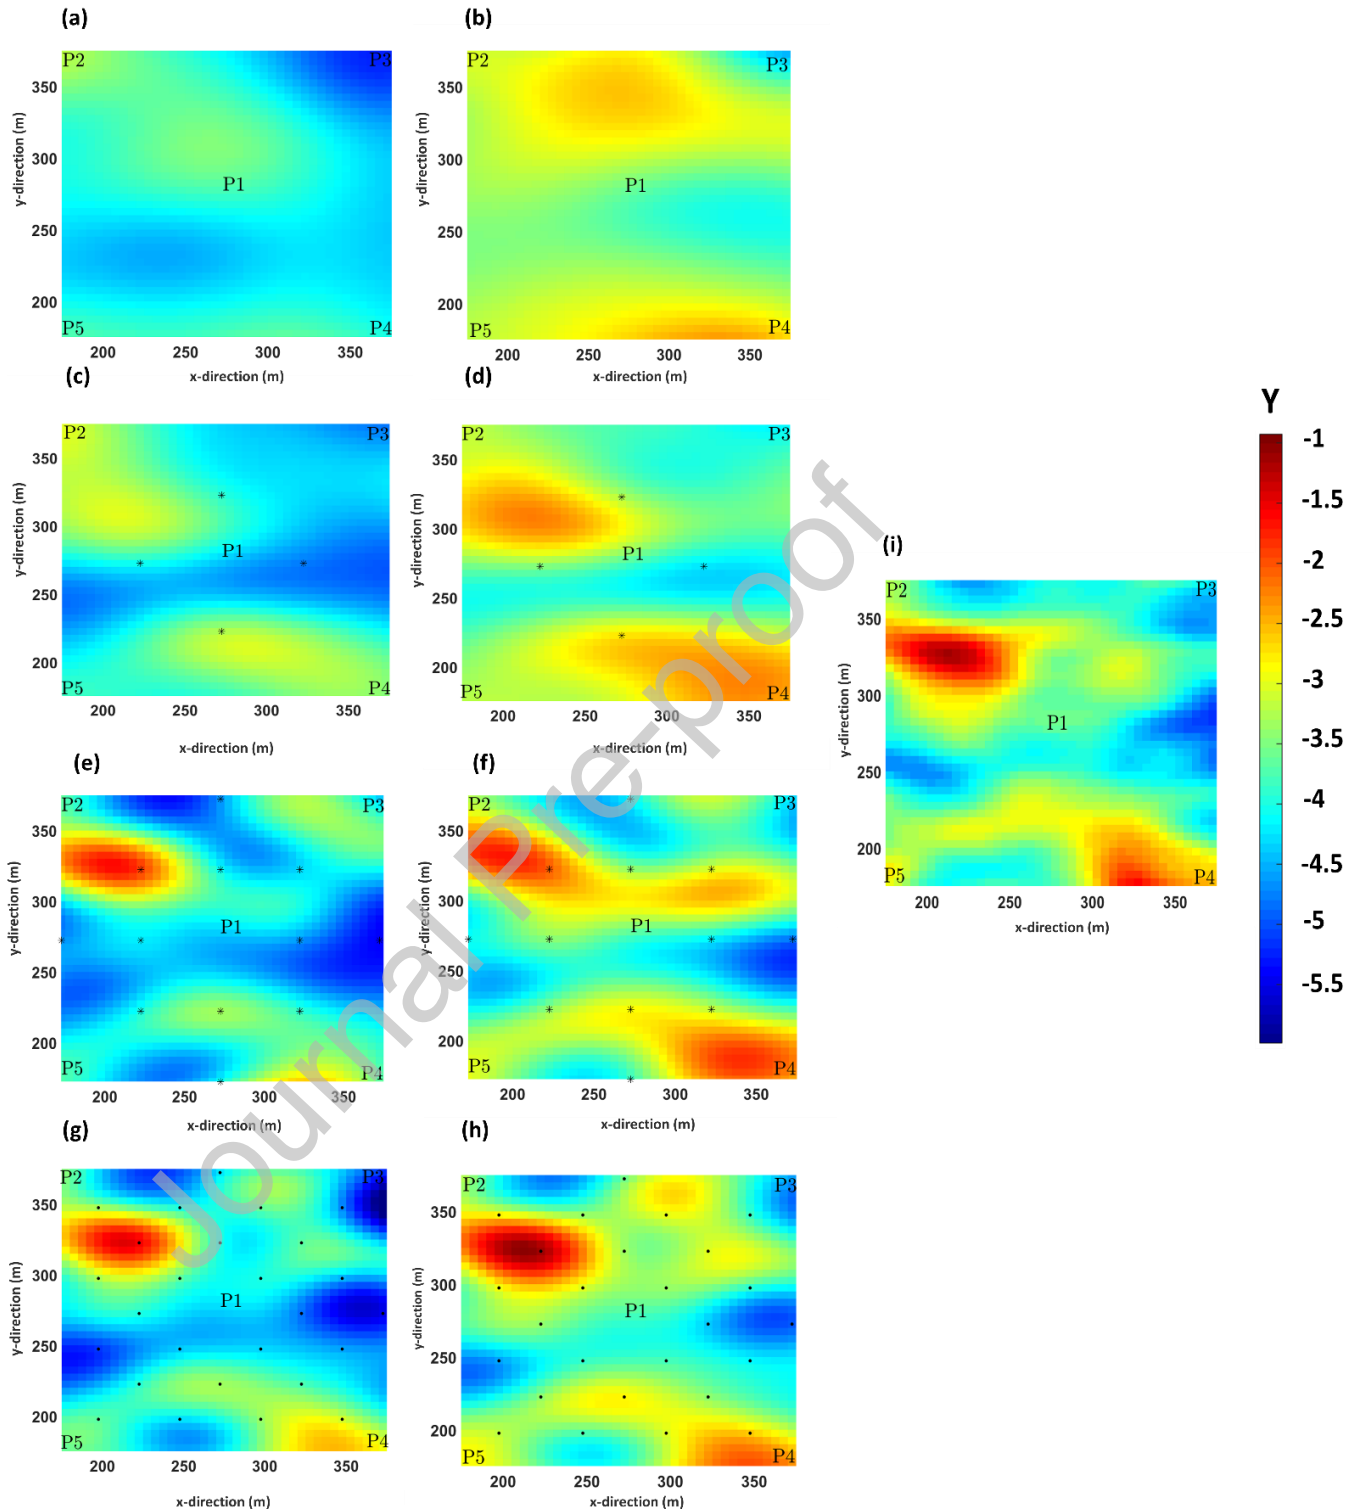 (a)
P2
P3
P1
P5
P4
350
300
250
200
y-direction (m)
200
250
300
350
x-direction (m)
(b)
P2
P3
P1
P5
P4
350
300
250
200
y-direction (m)
200
250
300
350
x-direction (m)
(c)
P2
P3
P1
P5
P4
350
300
250
200
y-direction (m)
200
250
300
350
x-direction (m)
(d)
P2
P3
P1
P5
P4
350
300
250
200
y-direction (m)
200
250
300
350
x-direction (m)
(e)
P2
P3
P1
P5
P4
350
300
250
200
y-direction (m)
200
250
300
350
x-direction (m)
(f)
P2
P3
P1
P5
P4
350
300
250
200
y-direction (m)
200
250
300
350
x-direction (m)
(g)
P2
P3
P1
P5
P4
350
300
250
200
y-direction (m)
200
250
300
350
x-direction (m)
(h)
P2
P3
P1
P5
P4
350
300
250
200
y-direction (m)
200
250
300
350
x-direction (m)
(i)
P2
P3
P1
P5
P4
350
300
250
200
y-direction (m)
200
250
300
350
x-direction (m)
Y
-1
-1.5
-2
-2.5
-3
-3.5
-4
-4.5
-5
-5.5
Journal Pre-proof